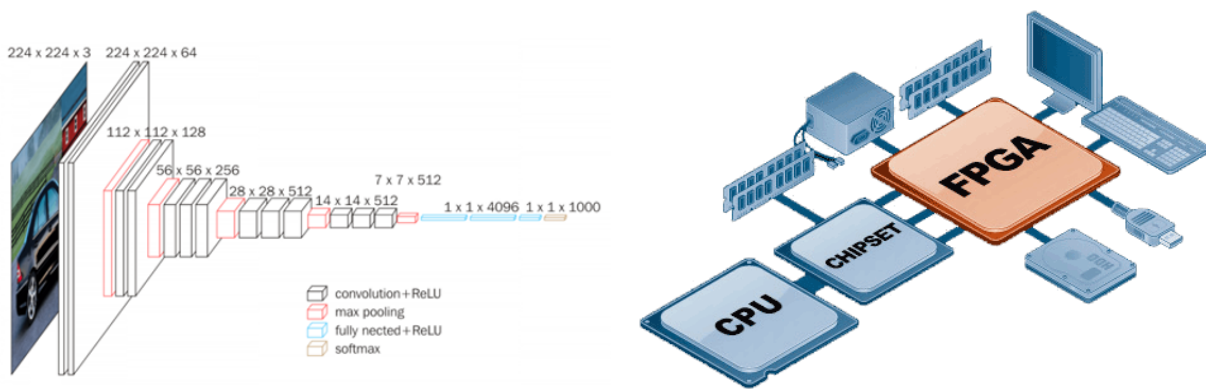 224 x 224 x 3
224 x 224 x 64
112 x 112 x 128
56 x 56 x 256
28 x 28 x 512
14 x 14 x 512
7 x 7 x 512
1 x 1 x 4096
1 x 1 x 1000
convolution+ReLU
max pooling
fully nected+ReLU
softmax
FPGA
CHIPSET
CPU
HDD